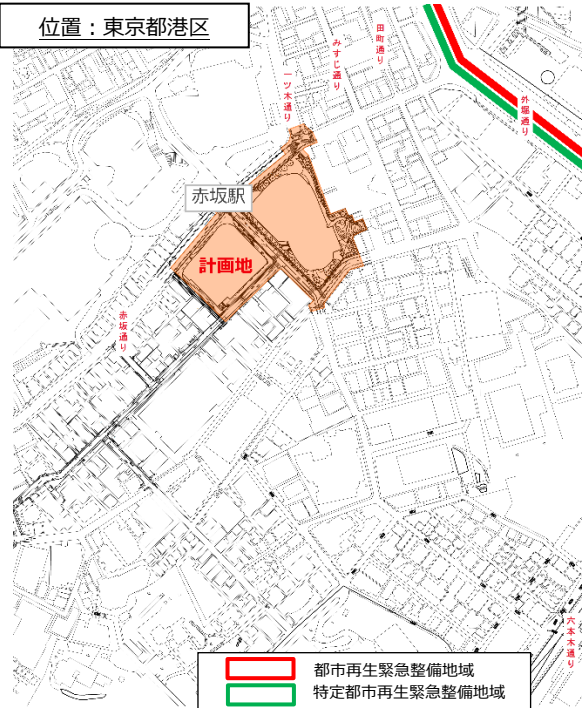 位置：東京都港区
田町通り
みすじ通り
一ツ木通り
外堀通り
赤坂駅
計画地
赤坂通り
六本木通り
都市再生緊急整備地域
特定都市再生緊急整備地域